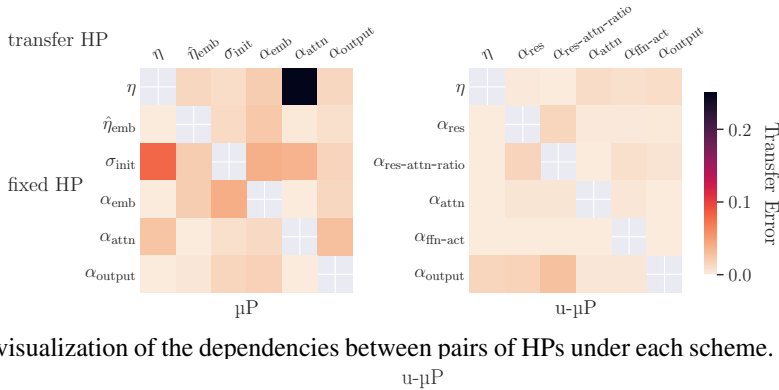 transfer HP
η η̂emb σinit αemb αattn αoutput
η αres αres-attn-ratio αattn αffn-act αoutput
fixed HP
η
η̂emb
σinit
αemb
αattn
αoutput
µP
η
αres
αres-attn-ratio
αattn
αffn-act
αoutput
u-µP
0.2
0.1
0.0
Transfer Error
visualization of the dependencies between pairs of HPs under each scheme.
u-µP